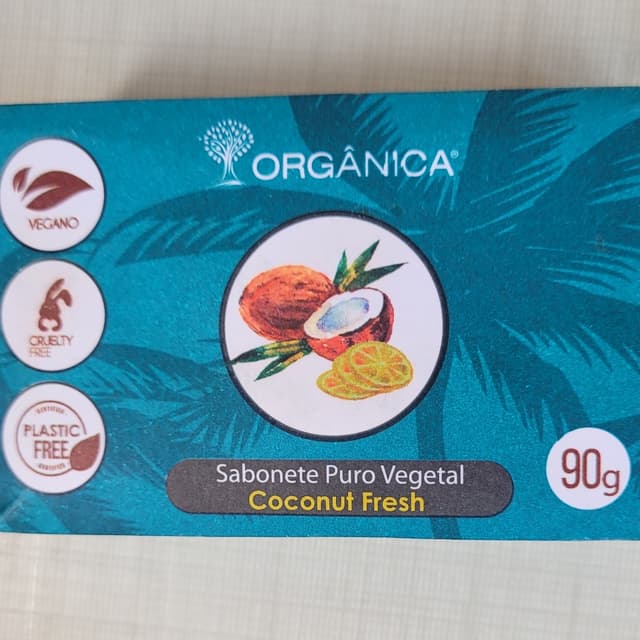 ORGÂNICA®
VEGANO
CRUELTY
FREE
PLASTIC
FREE
Sabonete Puro Vegetal
Coconut Fresh
90g